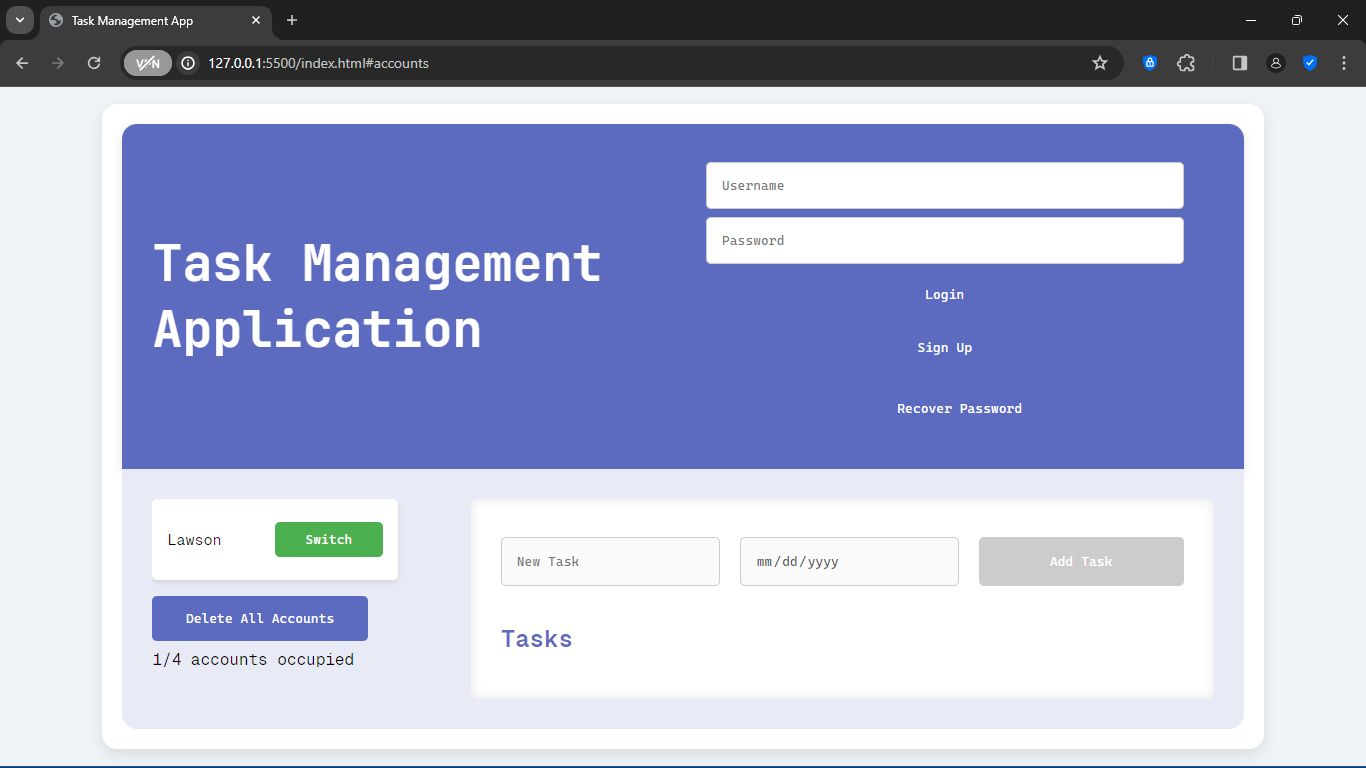 Task Management App
VPN
127.0.0.1:5500/index.html#accounts
Task Management
Application
Username
Password
Login
Sign Up
Recover Password
Lawson
Switch
Delete All Accounts
1/4 accounts occupied
New Task
mm/dd/yyyy
Add Task
Tasks